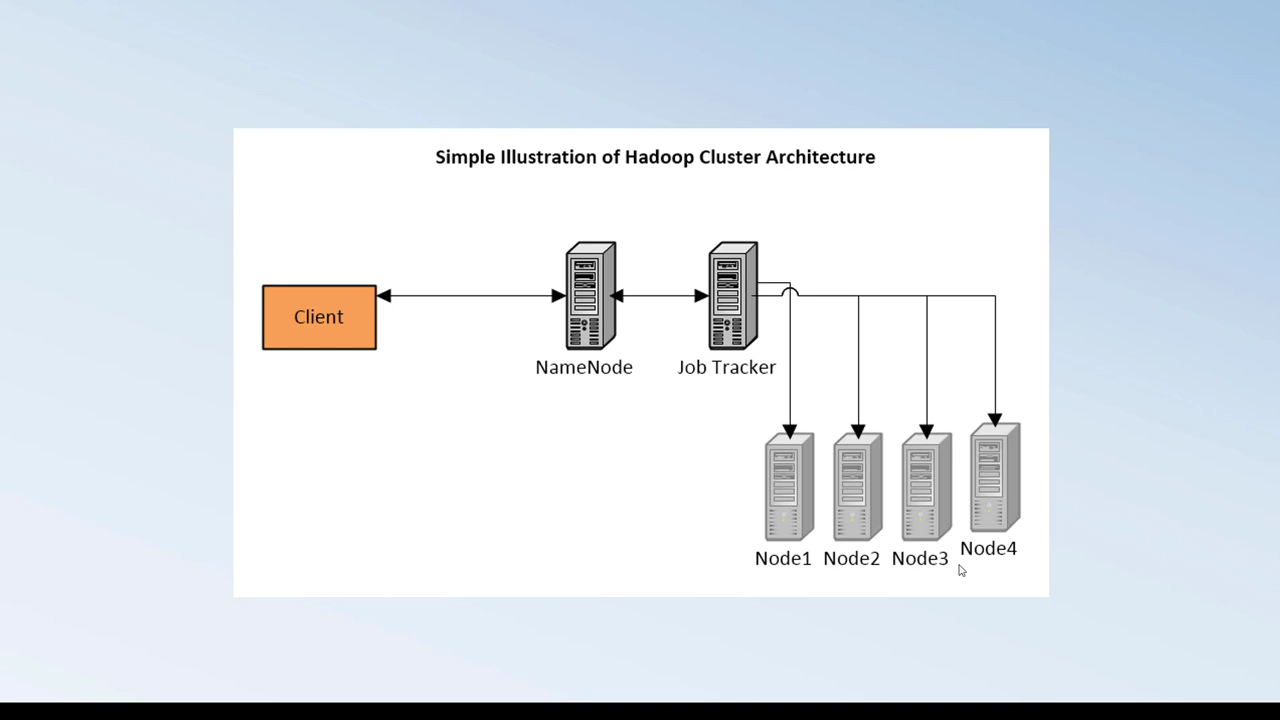 Simple Illustration of Hadoop Cluster Architecture
Client
NameNode
Job Tracker
Node1
Node2
Node3
Node4